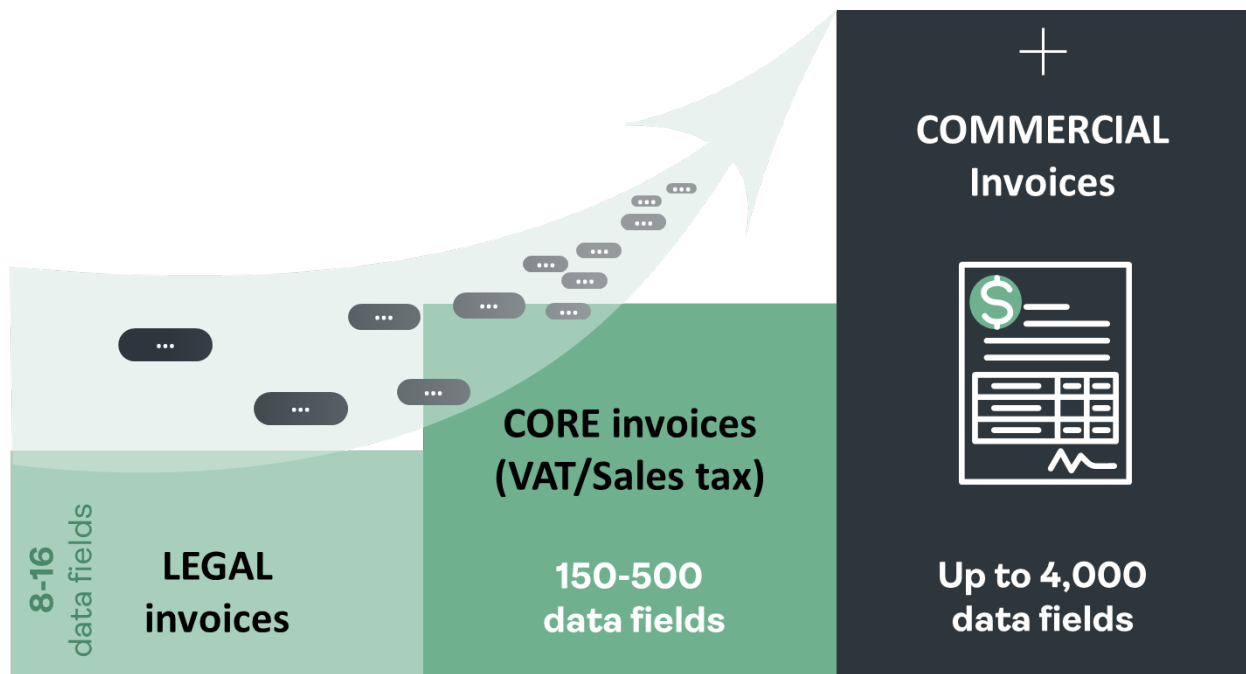 COMMERCIAL
Invoices
$
CORE invoices
(VAT/Sales tax)
8-16
data fields
LEGAL
invoices
150-500
data fields
Up to 4,000
data fields